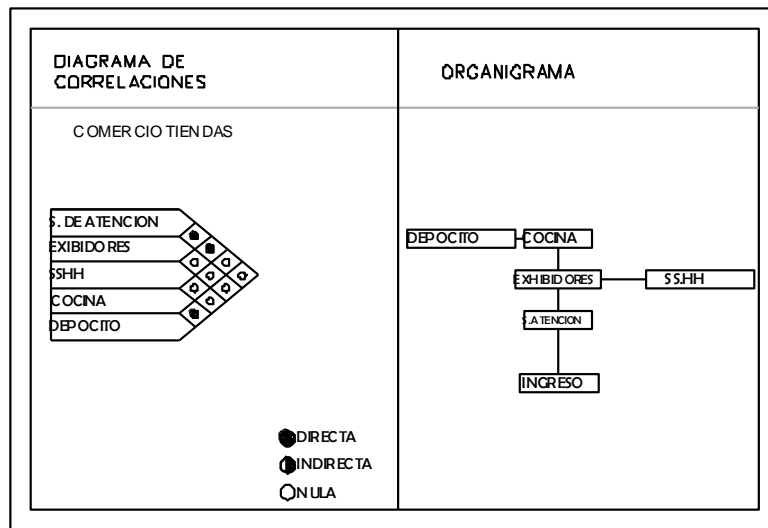 DIAGRAMA DE
CORRELACIONES
ORGANIGRAMA
COMERCIO TIENDAS
S. DE ATENCION
EXIBIDORES
SSHH
COCINA
DEPOCITO
DEPOCITO
COCINA
EXHIBIDORES
SS.HH
S.ATENCION
INGRESO
DIRECTA
INDIRECTA
NULA